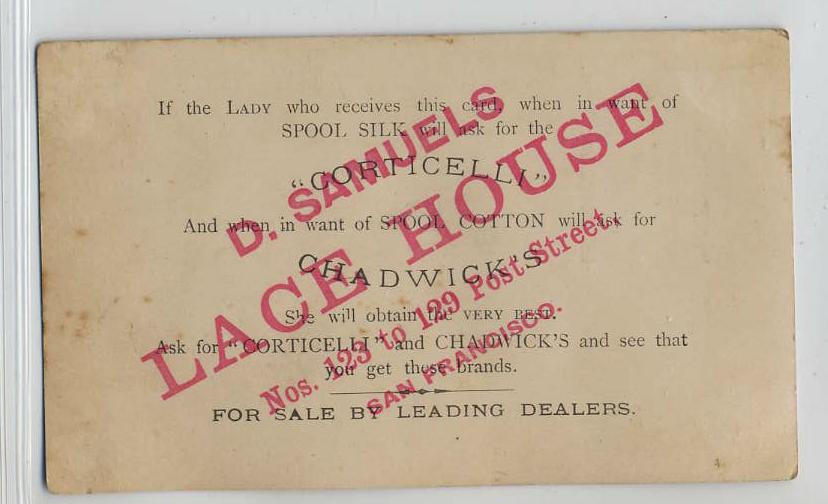 If the LADY who receives this card, when in want of
SPOOL SILK will ask for the
"CORTICELLI"
And when in want of SPOOL COTTON will ask for
CHADWICK'S
She will obtain the VERY BEST.
Ask for "CORTICELLI" and CHADWICK'S and see that
you get these brands.
FOR SALE BY LEADING DEALERS.
D. SAMUELS
LACE HOUSE
Nos. 123 to 129 Post Street,
SAN FRANCISCO.